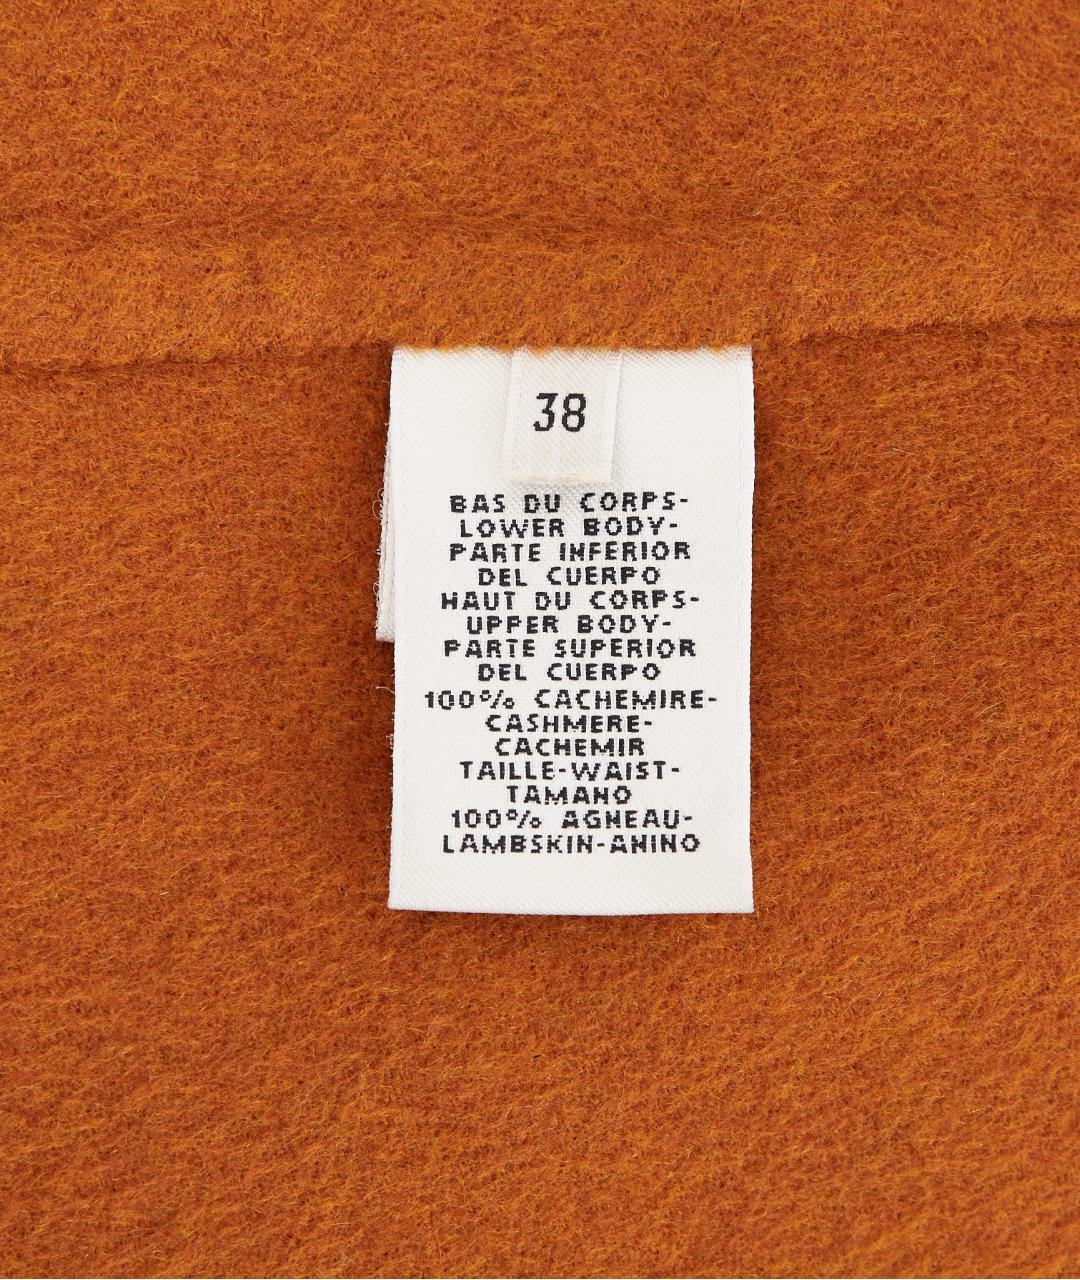 38
BAS DU CORPS-
LOWER BODY-
PARTE INFERIOR
DEL CUERPO
HAUT DU CORPS-
UPPER BODY-
PARTE SUPERIOR
DEL CUERPO
100% CACHEMIRE-
CASHMERE-
CACHEMIR
TAILLE-WAIST-
TAMANO
100% AGNEAU-
LAMBSKIN-ANINO